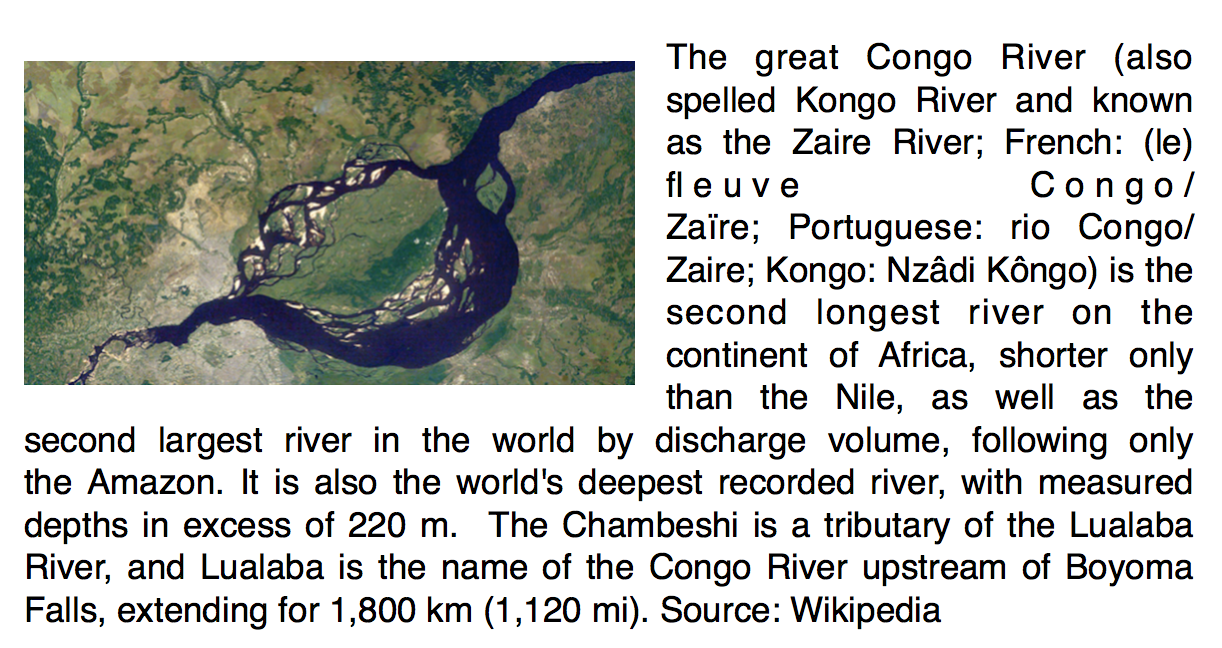 The great Congo River (also
spelled Kongo River and known
as the Zaire River; French: (le)
fleuve Congo/
Zaïre; Portuguese: rio Congo/
Zaire; Kongo: Nzâdi Kôngo) is the
second longest river on the
continent of Africa, shorter only
than the Nile, as well as the
second largest river in the world by discharge volume, following only
the Amazon. It is also the world's deepest recorded river, with measured
depths in excess of 220 m.  The Chambeshi is a tributary of the Lualaba
River, and Lualaba is the name of the Congo River upstream of Boyoma
Falls, extending for 1,800 km (1,120 mi). Source: Wikipedia